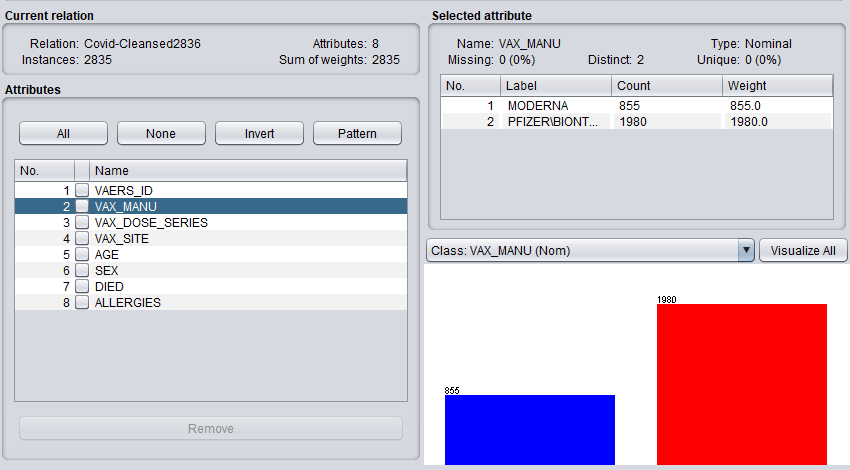 Current relation
Relation: Covid-Cleansed2836 Attributes: 8
Instances: 2835 Sum of weights: 2835
Attributes
All None Invert Pattern
No. Name
1 VAERS_ID
2 VAX_MANU
3 VAX_DOSE_SERIES
4 VAX_SITE
5 AGE
6 SEX
7 DIED
8 ALLERGIES
Remove
Selected attribute
Name: VAX_MANU Type: Nominal
Missing: 0 (0%) Distinct: 2 Unique: 0 (0%)
No. Label Count Weight
1 MODERNA 855 855.0
2 PFIZER\BIONT... 1980 1980.0
Class: VAX_MANU (Nom) Visualize All
1980
855